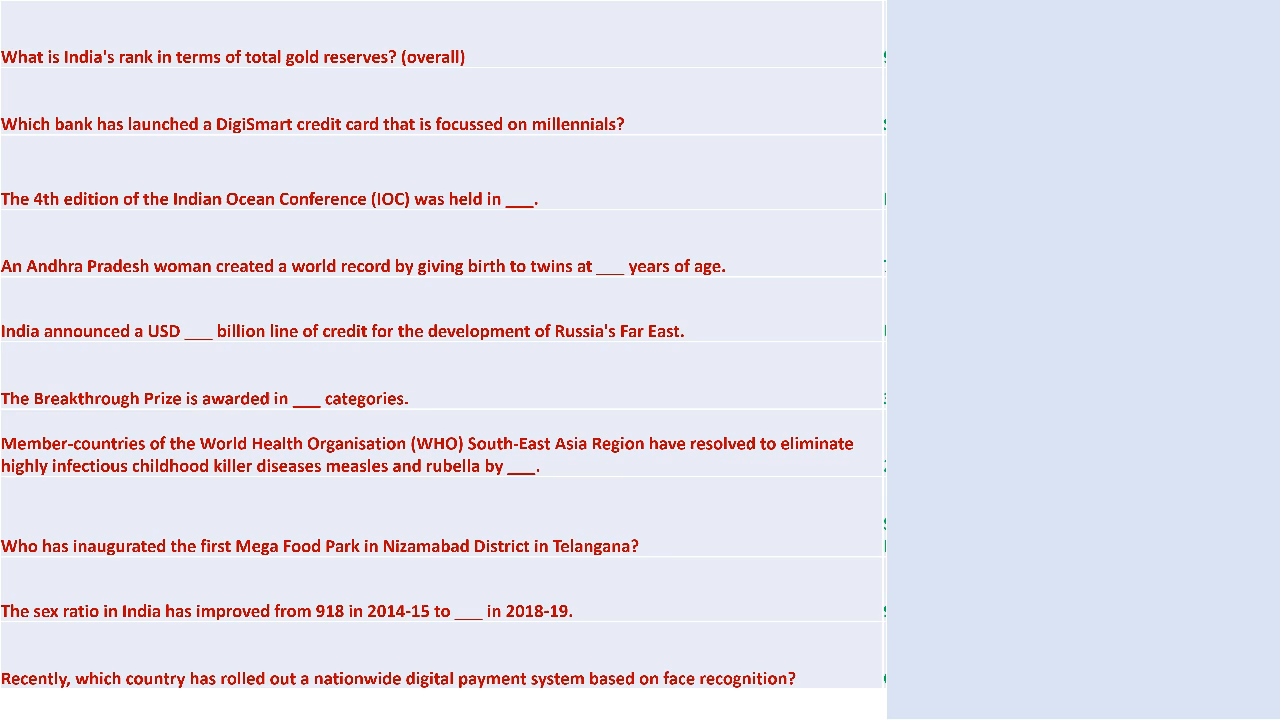 What is India's rank in terms of total gold reserves? (overall)
Which bank has launched a DigiSmart credit card that is focussed on millennials?
The 4th edition of the Indian Ocean Conference (IOC) was held in ___.
An Andhra Pradesh woman created a world record by giving birth to twins at ___ years of age.
India announced a USD ___ billion line of credit for the development of Russia's Far East.
The Breakthrough Prize is awarded in ___ categories.
Member-countries of the World Health Organisation (WHO) South-East Asia Region have resolved to eliminate
highly infectious childhood killer diseases measles and rubella by ___.
Who has inaugurated the first Mega Food Park in Nizamabad District in Telangana?
The sex ratio in India has improved from 918 in 2014-15 to ___ in 2018-19.
Recently, which country has rolled out a nationwide digital payment system based on face recognition?